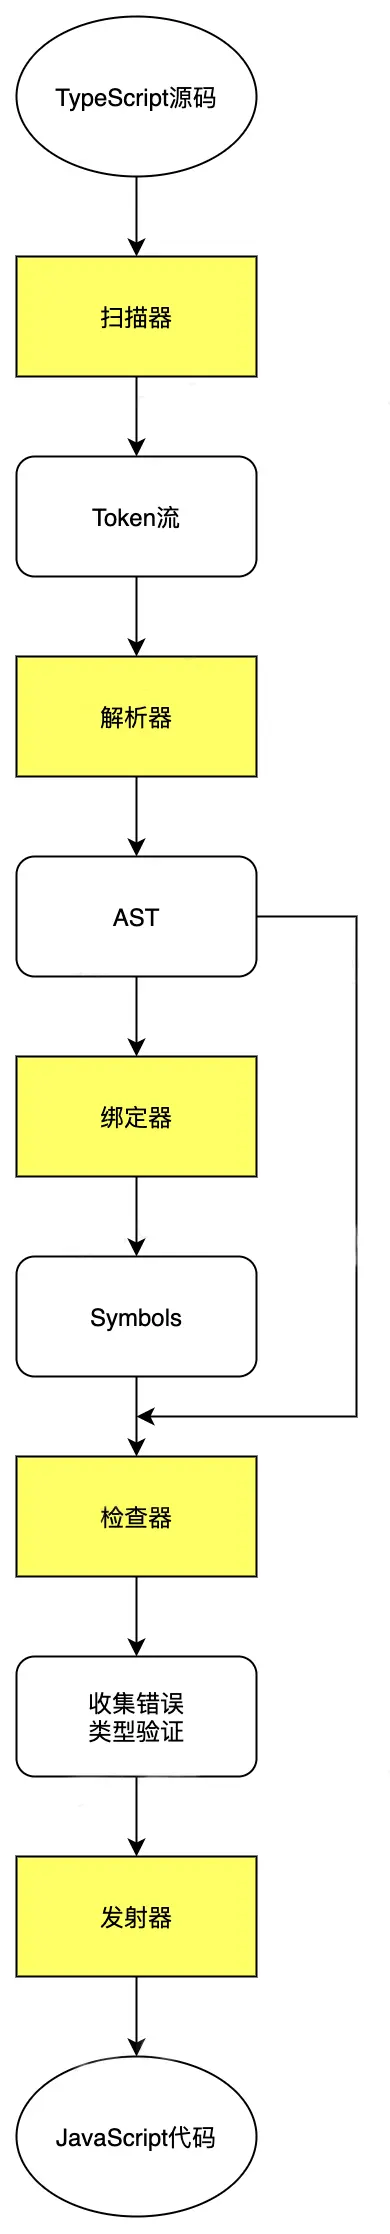 TypeScript源码
扫描器
Token流
解析器
AST
绑定器
Symbols
检查器
收集错误
类型验证
发射器
JavaScript代码